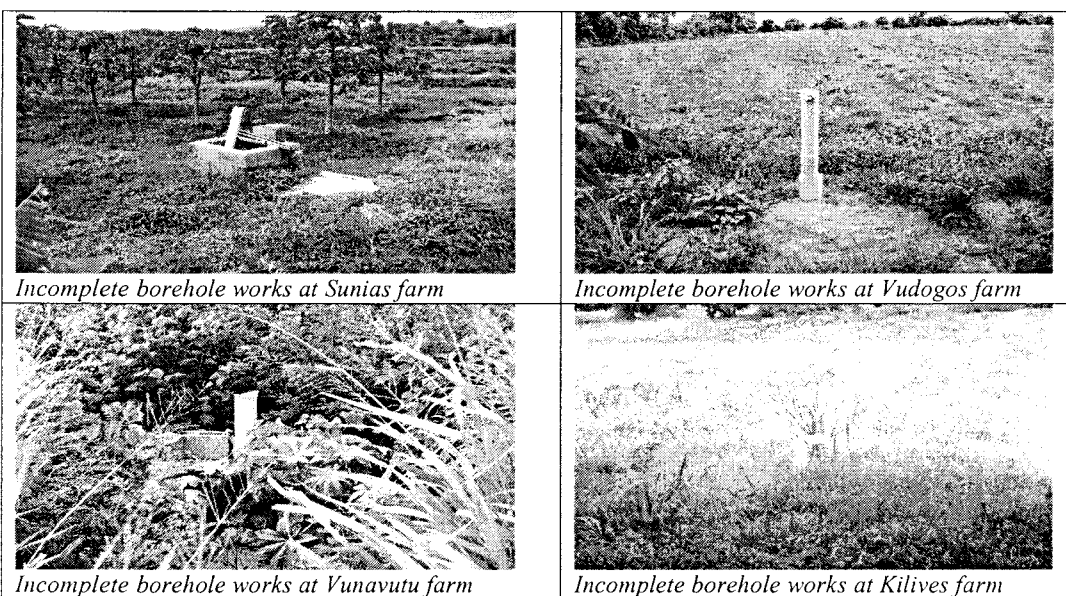 Incomplete borehole works at Sunias farm
Incomplete borehole works at Vudogos farm
Incomplete borehole works at Vunavutu farm
Incomplete borehole works at Kilives farm